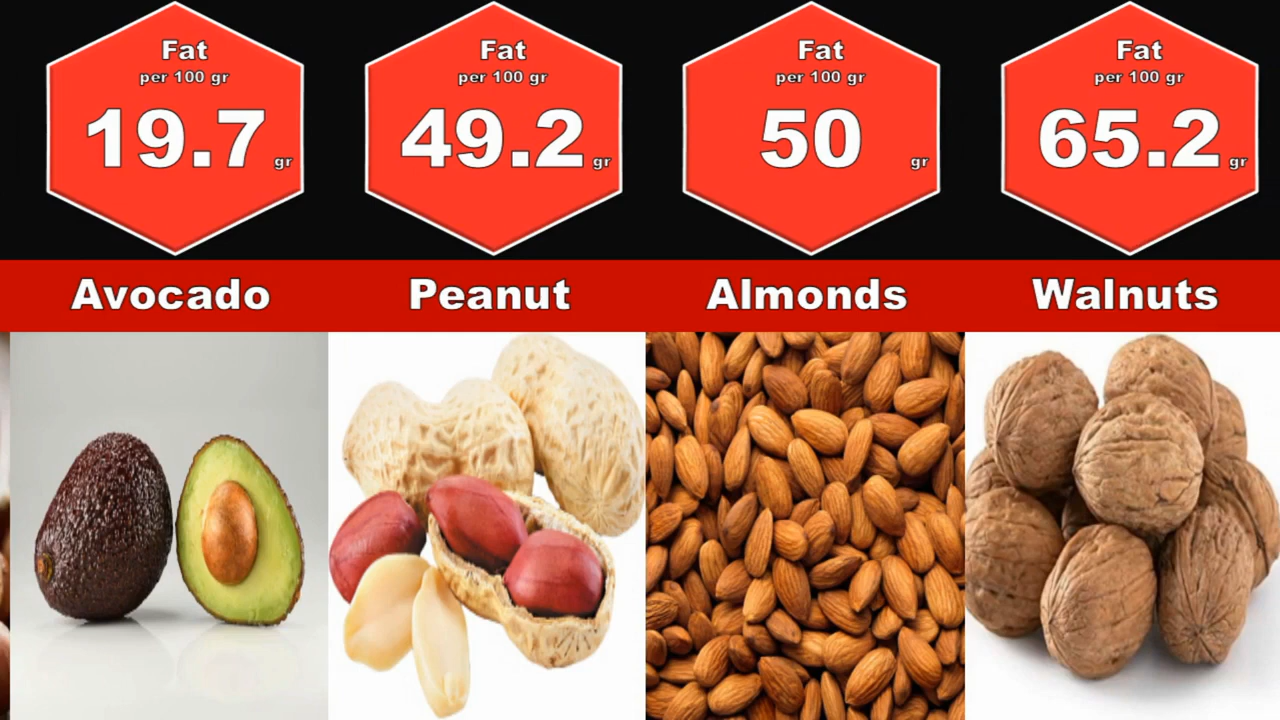 Fat
per 100 gr
19.7 gr
Avocado
Fat
per 100 gr
49.2 gr
Peanut
Fat
per 100 gr
50 gr
Almonds
Fat
per 100 gr
65.2 gr
Walnuts